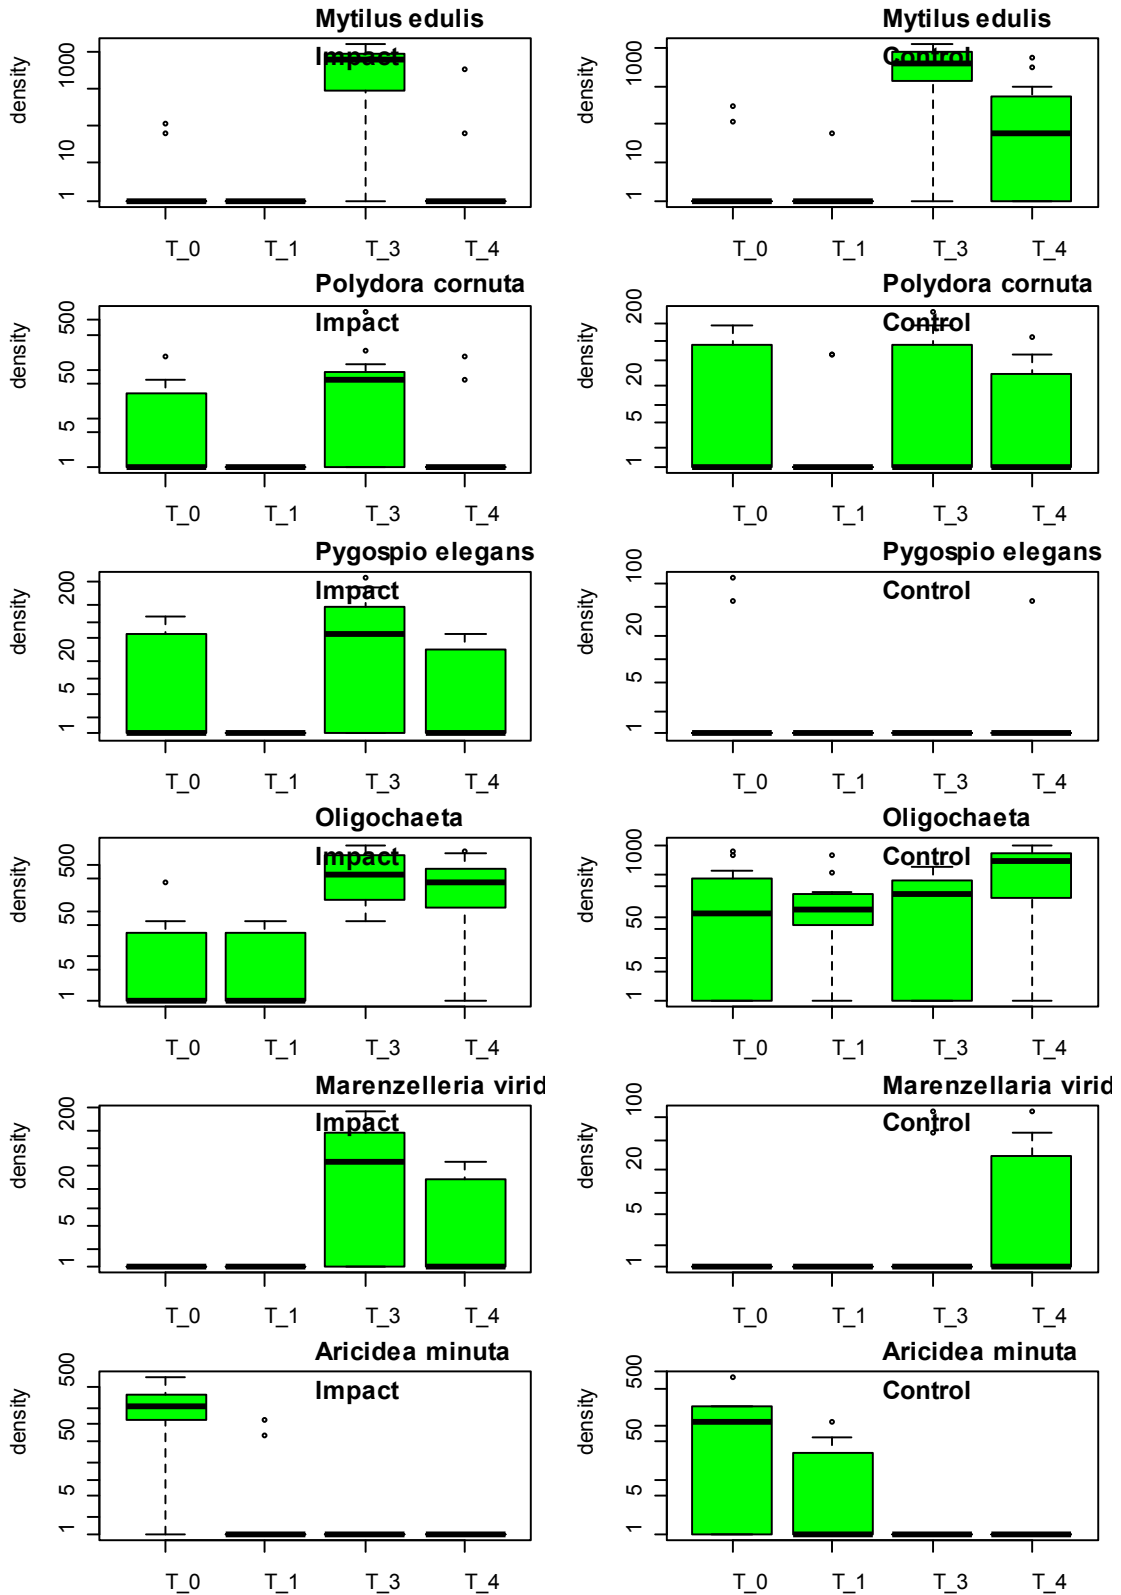 Mytilus edulis
Impact
density
1000
10
1
T_0 T_1 T_3 T_4
Mytilus edulis
Control
density
1000
10
1
T_0 T_1 T_3 T_4
Polydora cornuta
Impact
density
500
50
5
1
T_0 T_1 T_3 T_4
Polydora cornuta
Control
density
200
20
5
1
T_0 T_1 T_3 T_4
Pygospio elegans
Impact
density
200
20
5
1
T_0 T_1 T_3 T_4
Pygospio elegans
Control
density
100
20
5
1
T_0 T_1 T_3 T_4
Oligochaeta
Impact
density
500
50
5
1
T_0 T_1 T_3 T_4
Oligochaeta
Control
density
1000
50
5
1
T_0 T_1 T_3 T_4
Marenzelleria virid
Impact
density
200
20
5
1
T_0 T_1 T_3 T_4
Marenzellaria virid
Control
density
100
20
5
1
T_0 T_1 T_3 T_4
Aricidea minuta
Impact
density
500
50
5
1
T_0 T_1 T_3 T_4
Aricidea minuta
Control
density
500
50
5
1
T_0 T_1 T_3 T_4